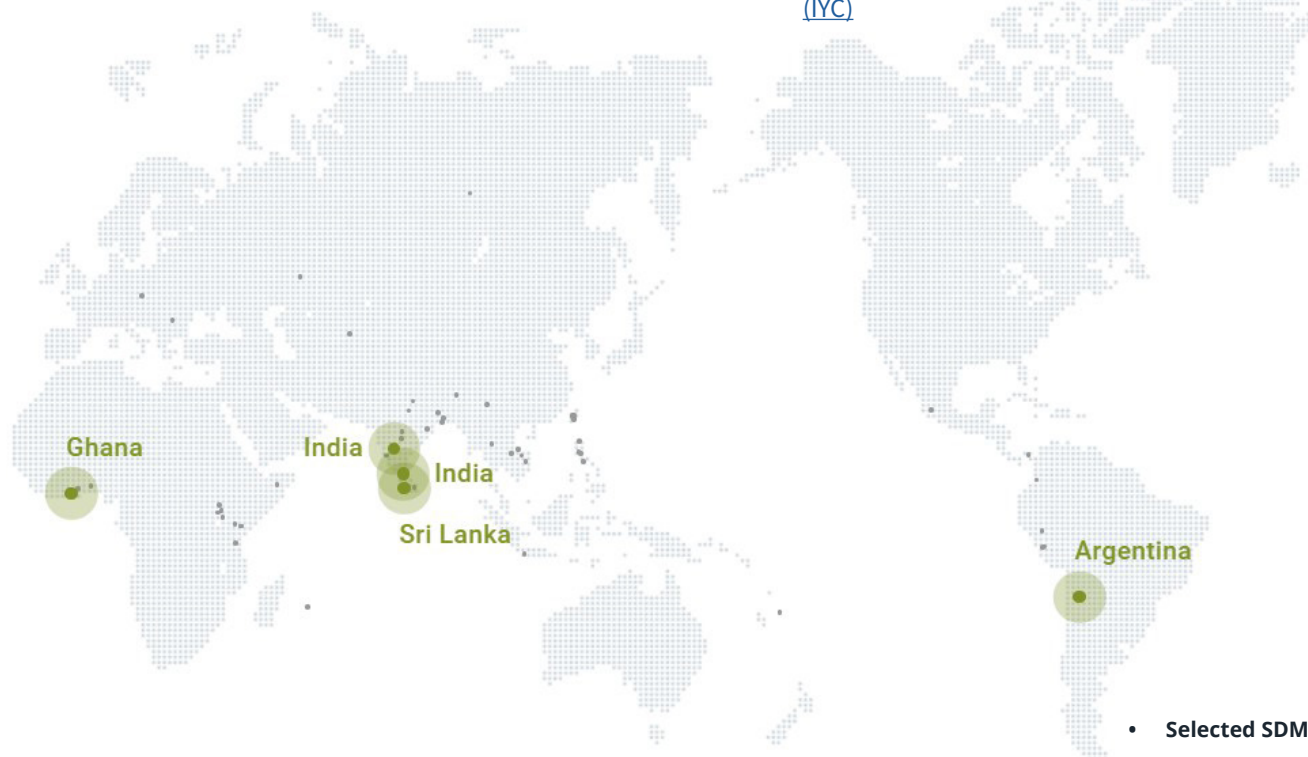 (IYC)
Ghana
India
India
Sri Lanka
Argentina
• Selected SDM